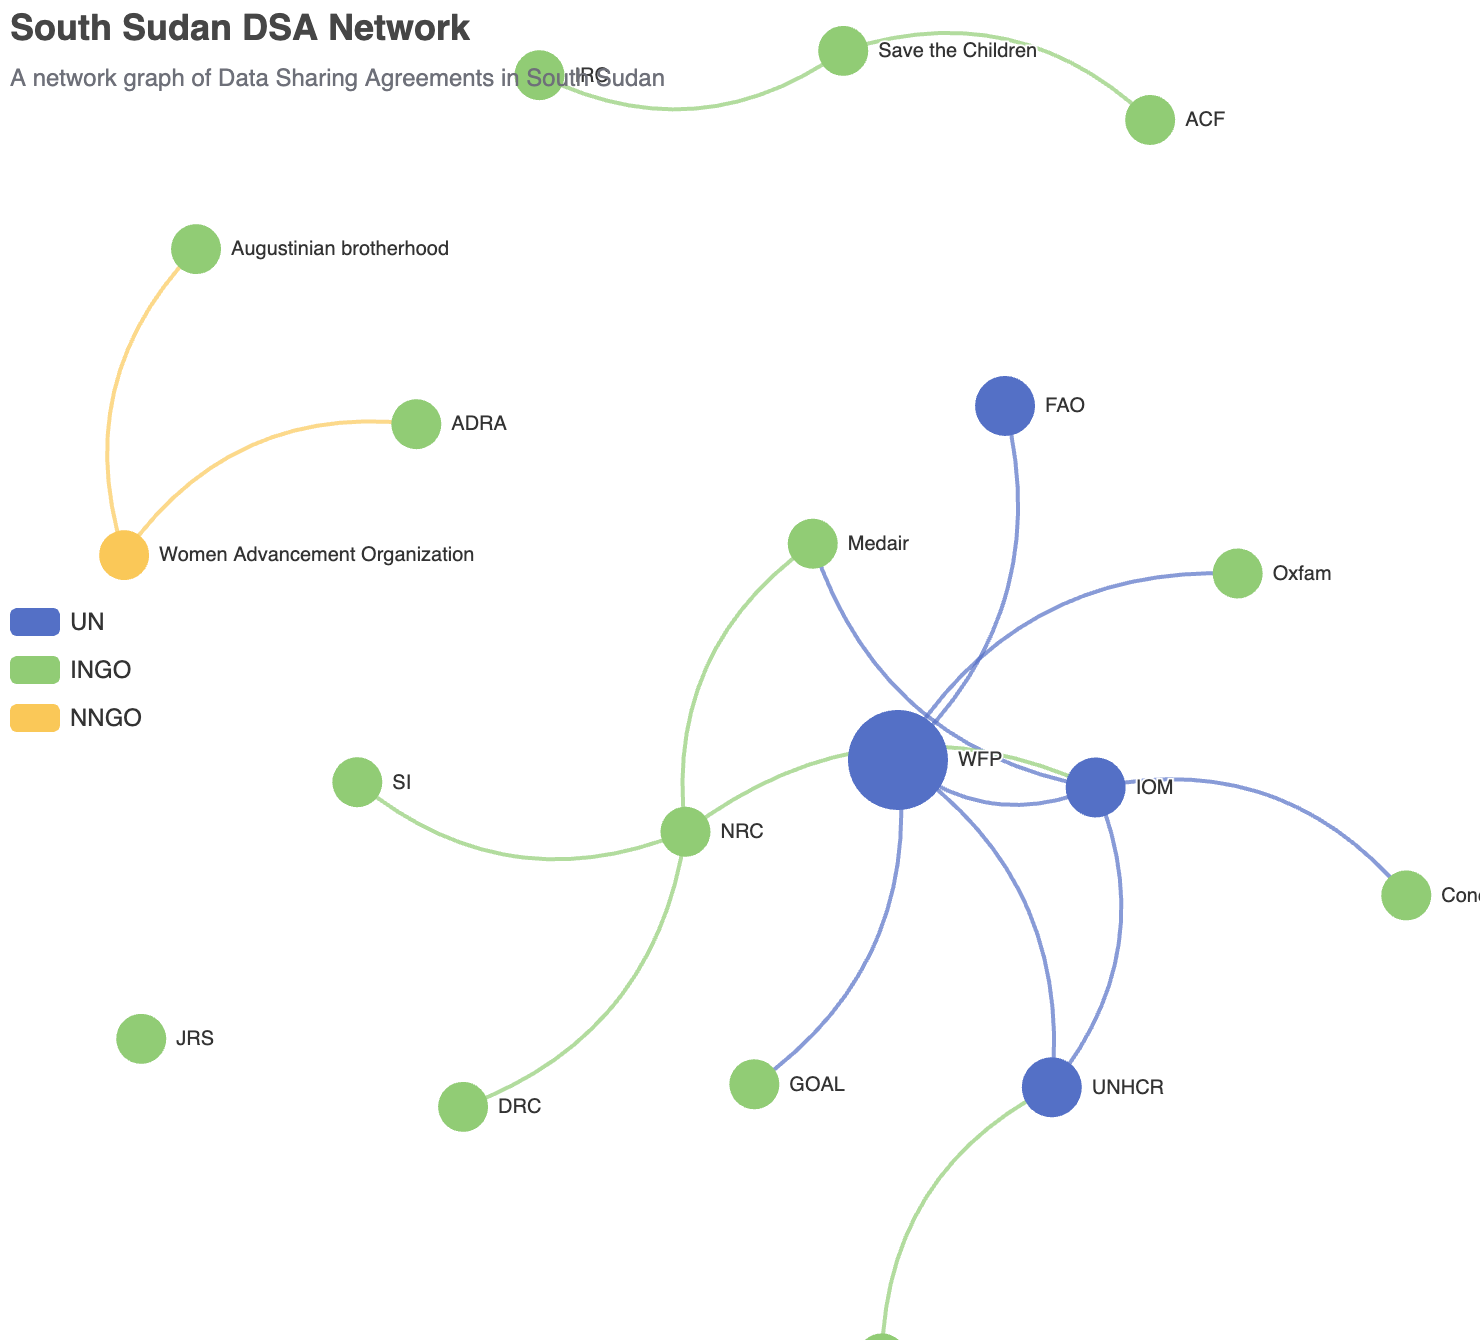 South Sudan DSA Network
A network graph of Data Sharing Agreements in South Sudan
IRC
Save the Children
ACF
Augustinian brotherhood
ADRA
FAO
Medair
Women Advancement Organization
Oxfam
UN
INGO
NNGO
WFP
IOM
SI
NRC
Conc
JRS
GOAL
UNHCR
DRC